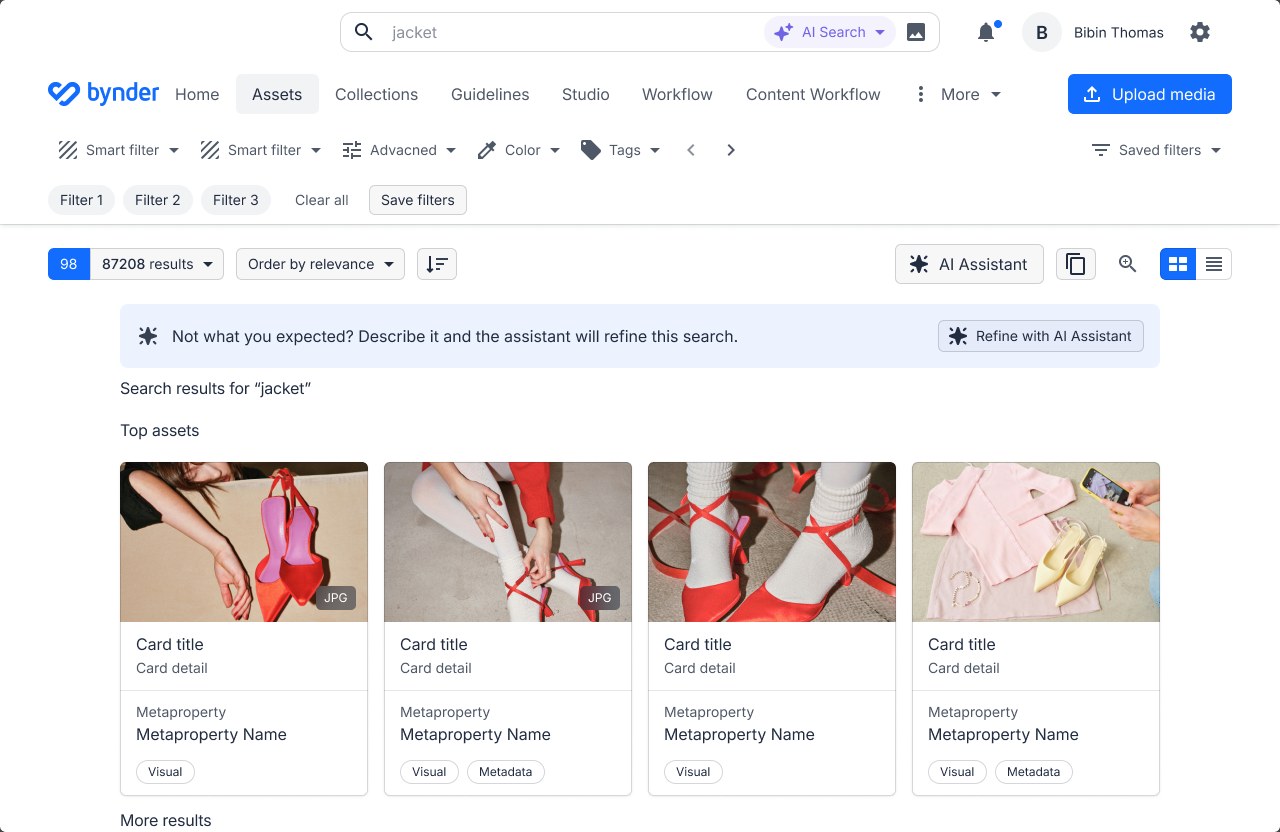 jacket
AI Search
B
Bibin Thomas
bynder
Home
Assets
Collections
Guidelines
Studio
Workflow
Content Workflow
More
Upload media
Smart filter
Smart filter
Advacned
Color
Tags
Saved filters
Filter 1
Filter 2
Filter 3
Clear all
Save filters
98
87208 results
Order by relevance
AI Assistant
Not what you expected? Describe it and the assistant will refine this search.
Refine with AI Assistant
Search results for “jacket”
Top assets
JPG
JPG
Card title
Card detail
Metaproperty
Metaproperty Name
Visual
Card title
Card detail
Metaproperty
Metaproperty Name
Visual
Metadata
Card title
Card detail
Metaproperty
Metaproperty Name
Visual
Card title
Card detail
Metaproperty
Metaproperty Name
Visual
Metadata
More results